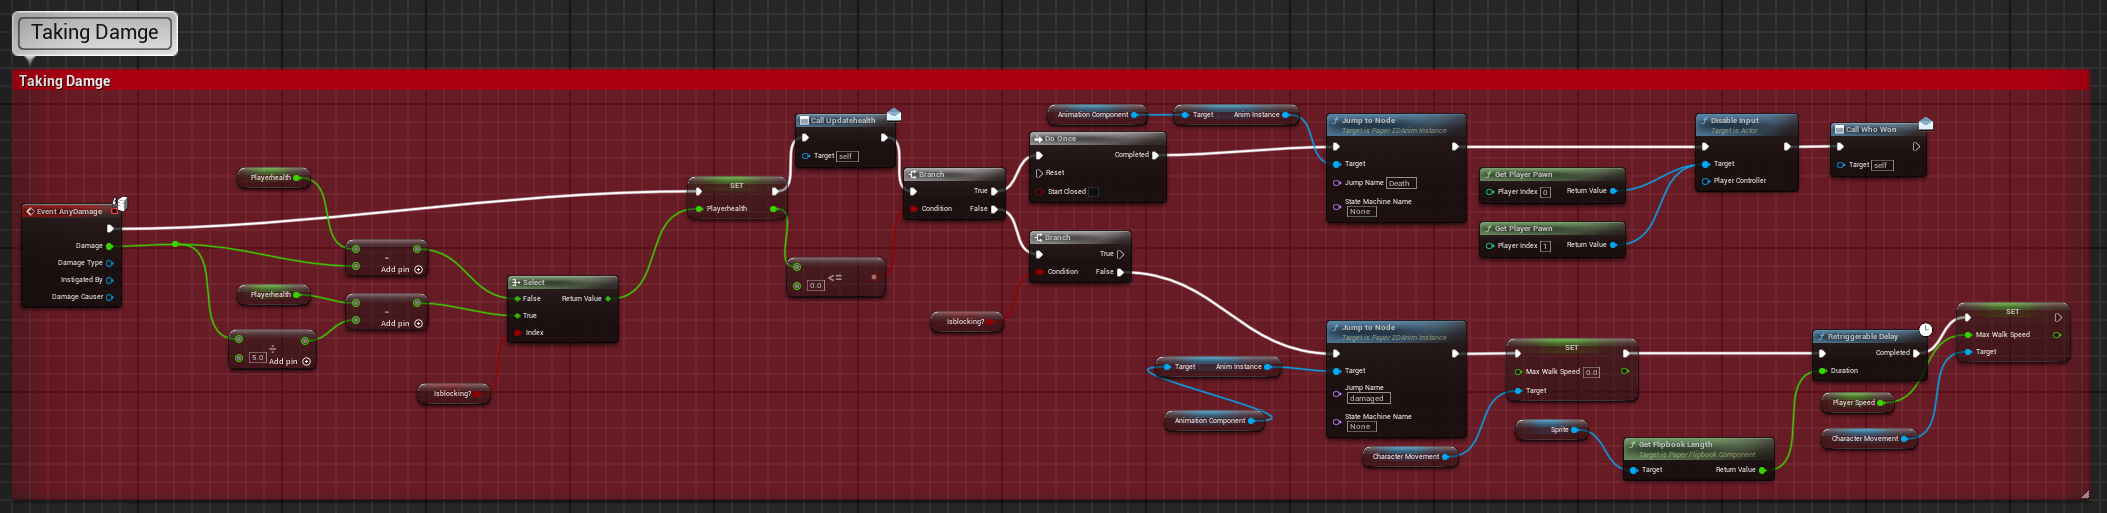 Taking Damge
Taking Damge
Event AnyDamage
Damage
Damage Type
Instigated By
Damage Causer
Playerhealth
-
Add pin
Playerhealth
-
Add pin
÷
5.0
Add pin
Isblocking?
Select
False
Return Value
True
Index
SET
Playerhealth
Call Updatehealth
Target self
<=
0.0
Branch
True
Condition
False
Do Once
Completed
Reset
Start Closed
Branch
True
Condition
False
Isblocking?
Animation Component
Target
Anim Instance
Jump to Node
Target is Paper ZDAnim Instance
Target
Jump Name Death
State Machine Name
None
Get Player Pawn
Player Index 0
Return Value
Get Player Pawn
Player Index 1
Return Value
Disable Input
Target is Actor
Target
Player Controller
Call Who Won
Target self
Target
Anim Instance
Animation Component
Jump to Node
Target is Paper ZDAnim Instance
Target
Jump Name
damaged
State Machine Name
None
Character Movement
SET
Max Walk Speed 0.0
Target
Sprite
Get Flipbook Length
Target is Paper Flipbook Component
Target
Return Value
Retriggerable Delay
Completed
Duration
Player Speed
Character Movement
SET
Max Walk Speed
Target